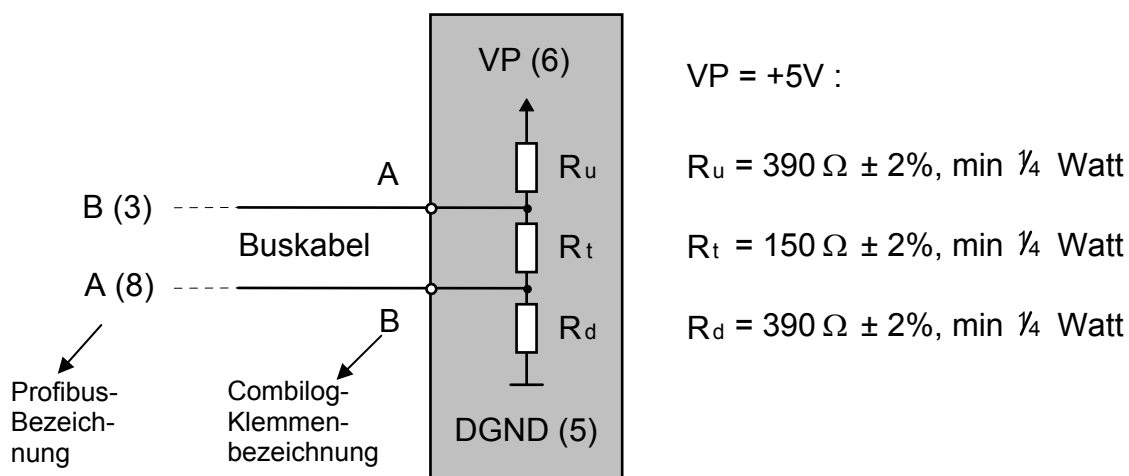 VP (6)
VP = +5V :
Ru
Ru = 390 Ω ± 2%, min ¼ Watt
A
B (3)
Buskabel
Rt
Rt = 150 Ω ± 2%, min ¼ Watt
A (8)
B
Rd
Rd = 390 Ω ± 2%, min ¼ Watt
Profibus-
Bezeich-
nung
Combilog-
Klemmen-
bezeichnung
DGND (5)